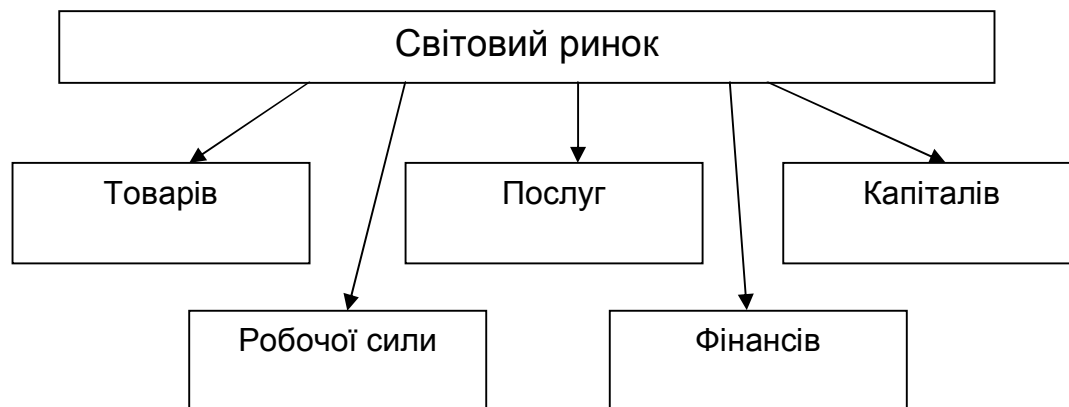 Світовий ринок
Товарів
Послуг
Капіталів
Робочої сили
Фінансів